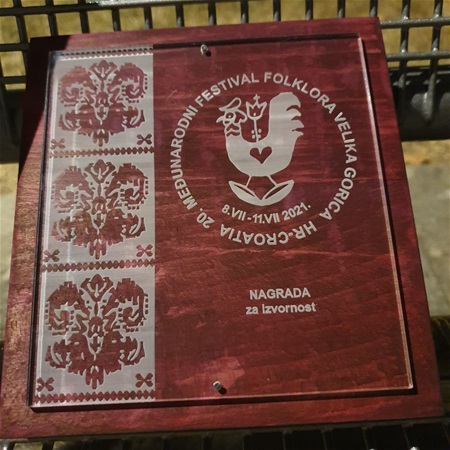 20. MEĐUNARODNI FESTIVAL FOLKLORA VELIKA GORICA HR-CROATIA
8.VII - 11.VII 2021.
NAGRADA
za izvornost